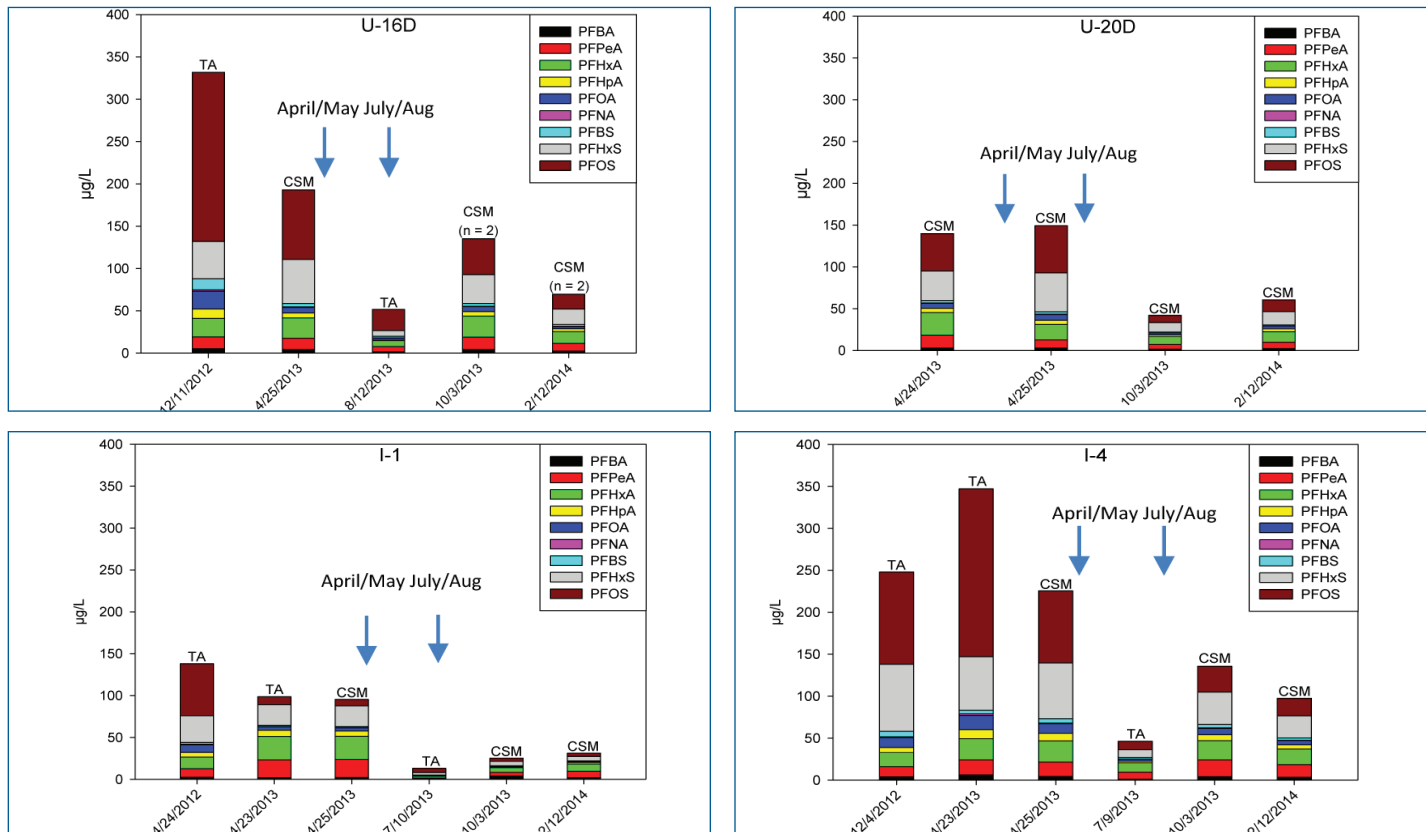 U-16D
400
350
300
250
200
150
100
50
0
µg/L
PFBA
PFPeA
PFHxA
PFHpA
PFOA
PFNA
PFBS
PFHxS
PFOS
April/May July/Aug
TA
CSM
TA
CSM
(n = 2)
CSM
(n = 2)
12/11/2012
4/25/2013
8/12/2013
10/3/2013
2/12/2014
U-20D
400
350
300
250
200
150
100
50
0
µg/L
PFBA
PFPeA
PFHxA
PFHpA
PFOA
PFNA
PFBS
PFHxS
PFOS
April/May July/Aug
CSM
CSM
CSM
CSM
4/24/2013
4/25/2013
10/3/2013
2/12/2014
I-1
400
350
300
250
200
150
100
50
0
µg/L
PFBA
PFPeA
PFHxA
PFHpA
PFOA
PFNA
PFBS
PFHxS
PFOS
April/May July/Aug
TA
TA
CSM
TA
CSM
CSM
4/24/2012
4/23/2013
4/25/2013
7/10/2013
10/3/2013
2/12/2014
I-4
400
350
300
250
200
150
100
50
0
µg/L
PFBA
PFPeA
PFHxA
PFHpA
PFOA
PFNA
PFBS
PFHxS
PFOS
April/May July/Aug
TA
TA
CSM
TA
CSM
CSM
12/4/2012
4/23/2013
4/25/2013
7/9/2013
10/3/2013
2/12/2014